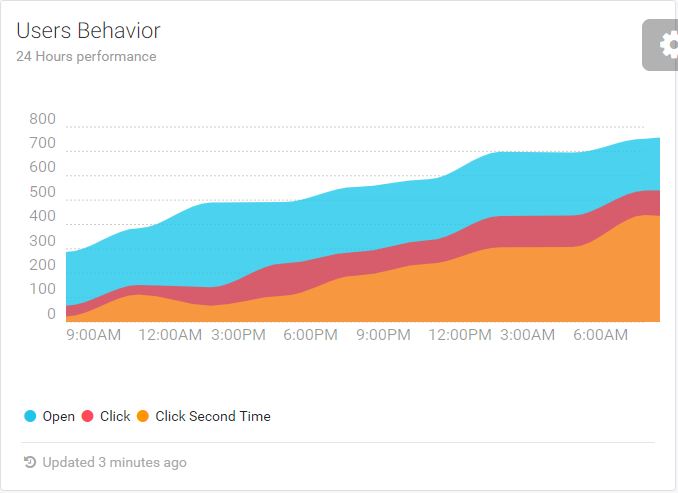 Users Behavior
24 Hours performance
800
700
600
500
400
300
200
100
0
9:00AM 12:00AM 3:00PM 6:00PM 9:00PM 12:00PM 3:00AM 6:00AM
Open Click Click Second Time
Updated 3 minutes ago